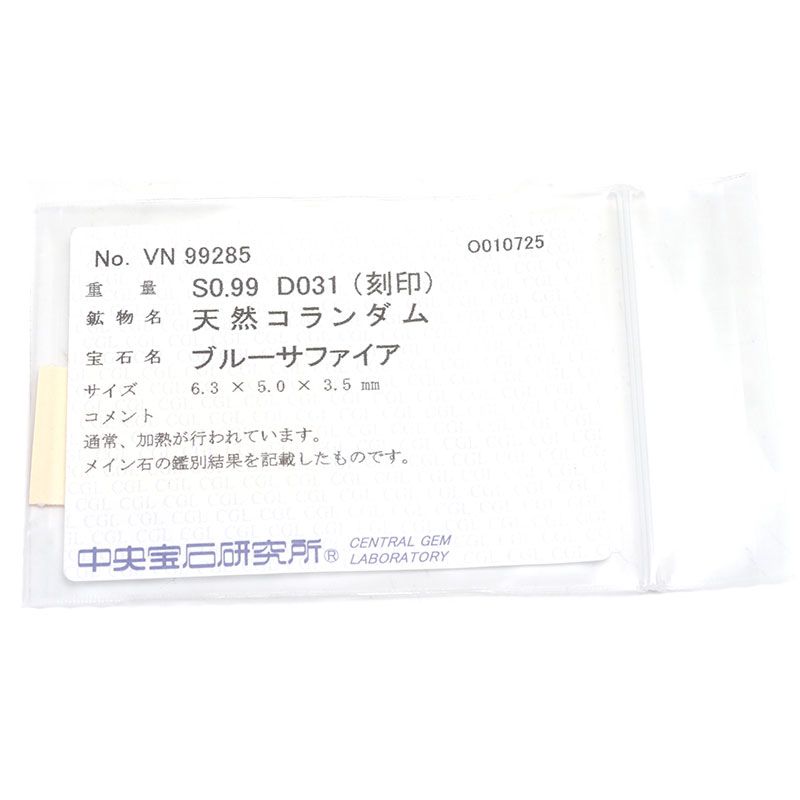 No. VN 99285 O010725
重量 S0.99 D031（刻印）
鉱物名 天然コランダム
宝石名 ブルーサファイア
サイズ 6.3 × 5.0 × 3.5 mm
コメント
通常、加熱が行われています。
メイン石の鑑別結果を記載したものです。
中央宝石研究所® CENTRAL GEM LABORATORY